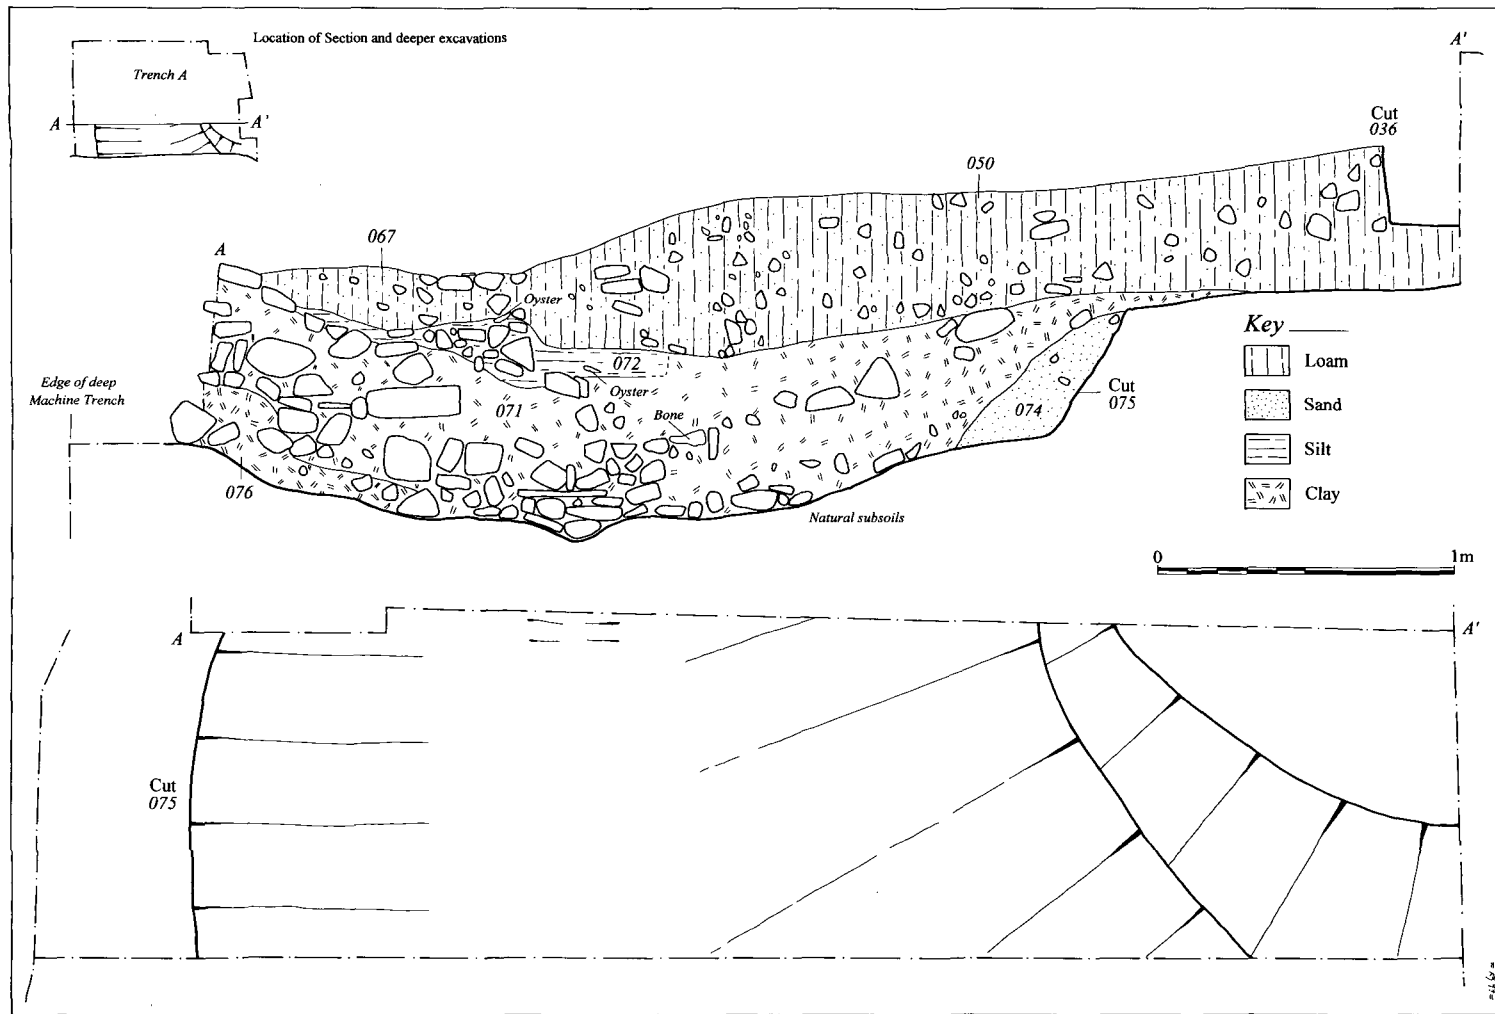 Location of Section and deeper excavations
Trench A
A
A'
A'
Cut
036
050
067
A
Oyster
072
Oyster
Edge of deep
Machine Trench
071
Bone
074
Cut
075
076
Natural subsoils
Key
Loam
Sand
Silt
Clay
0
1m
A
A'
Cut
075